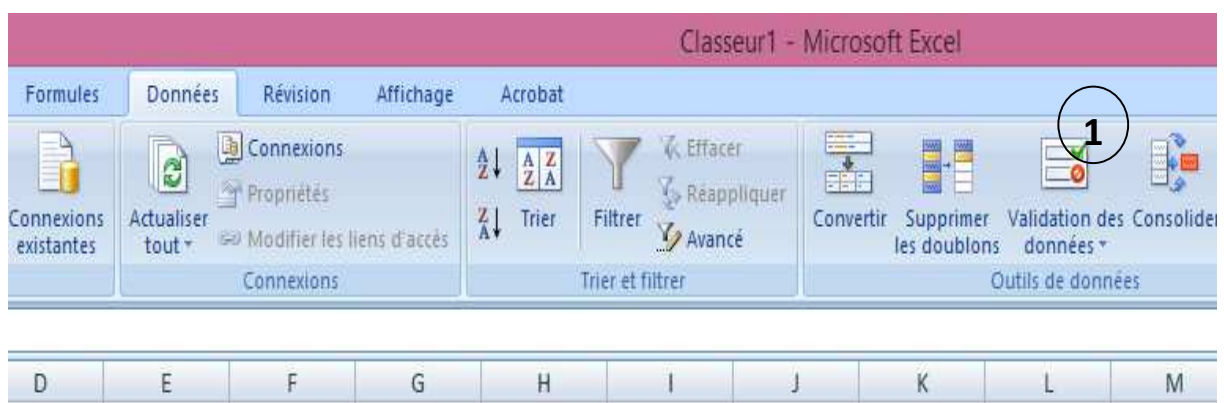 Classeur1 - Microsoft Excel
Formules Données Révision Affichage Acrobat
Connexions existantes
Actualiser tout
Connexions
Propriétés
Modifier les liens d'accès
Connexions
A Z
Z A
A Z
Z A
Trier
Filtrer
Effacer
Réappliquer
Avancé
Trier et filtrer
Convertir
Supprimer les doublons
1
Validation des données
Consolider
Outils de données
D E F G H I J K L M